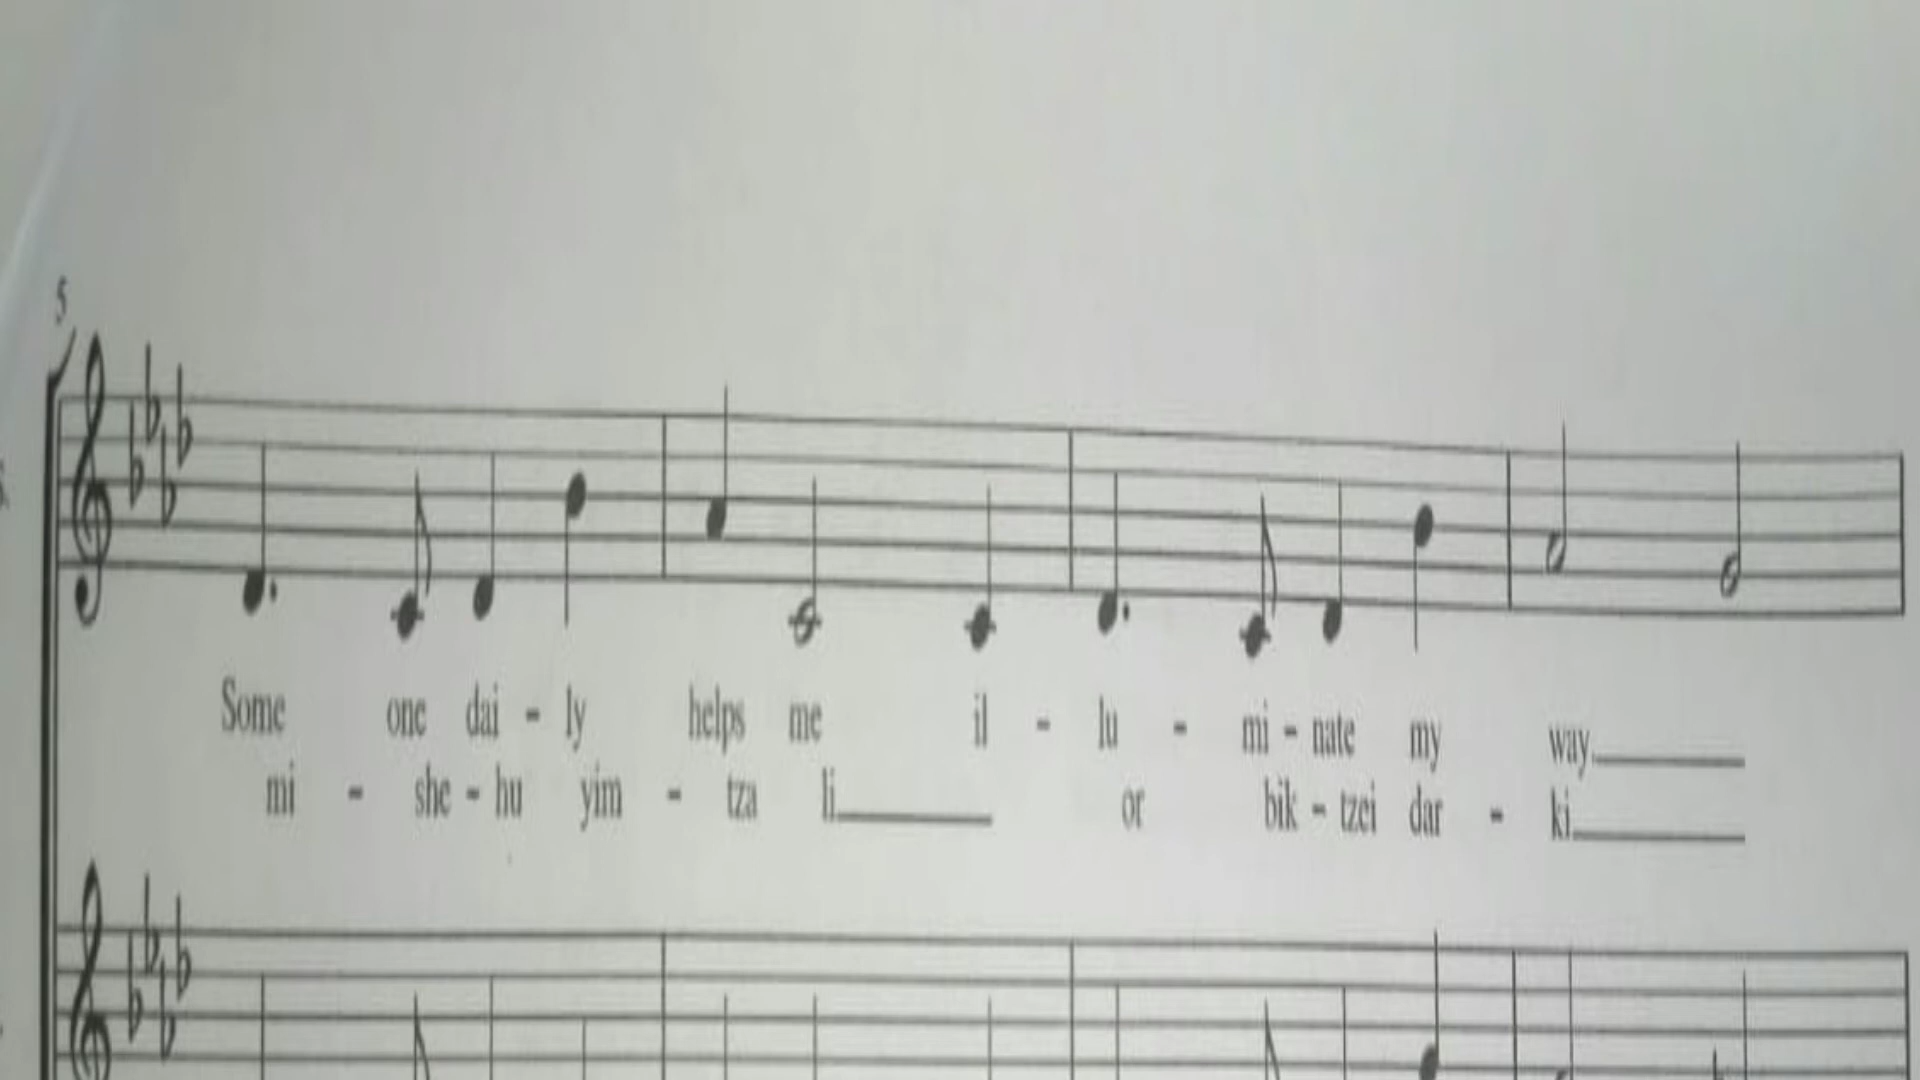 5
Some one dai - ly helps me il - lu - mi - nate my way
mi - she - hu yim - tza li or bik - tzei dar - ki